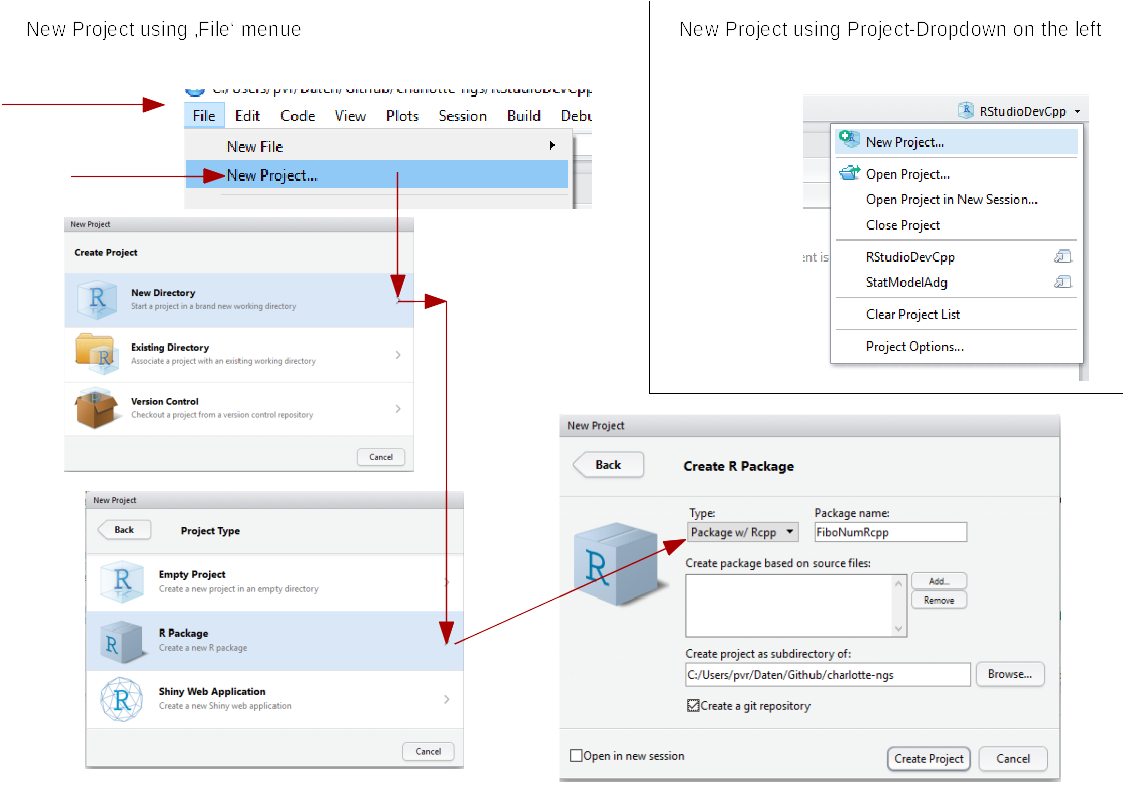 New Project using ‚File‘ menue
New Project using Project-Dropdown on the left
C:/Users/pvr/Daten/Github/charlotte-ngs/RStudioDevCpp
File Edit Code View Plots Session Build Debu
New File
New Project...
RStudioDevCpp
New Project...
Open Project...
Open Project in New Session...
Close Project
ent is
RStudioDevCpp
StatModelAdg
Clear Project List
Project Options...
New Project
Create Project
New Directory
Start a project in a brand new working directory
Existing Directory
Associate a project with an existing working directory
Version Control
Checkout a project from a version control repository
Cancel
New Project
Back Project Type
Empty Project
Create a new project in an empty directory
R Package
Create a new R package
Shiny Web Application
Create a new Shiny web application
Cancel
New Project
Back Create R Package
Type: Package name:
Package w/ Rcpp FiboNumRcpp
Create package based on source files:
Add...
Remove
Create project as subdirectory of:
C:/Users/pvr/Daten/Github/charlotte-ngs Browse...
Create a git repository
Open in new session Create Project Cancel